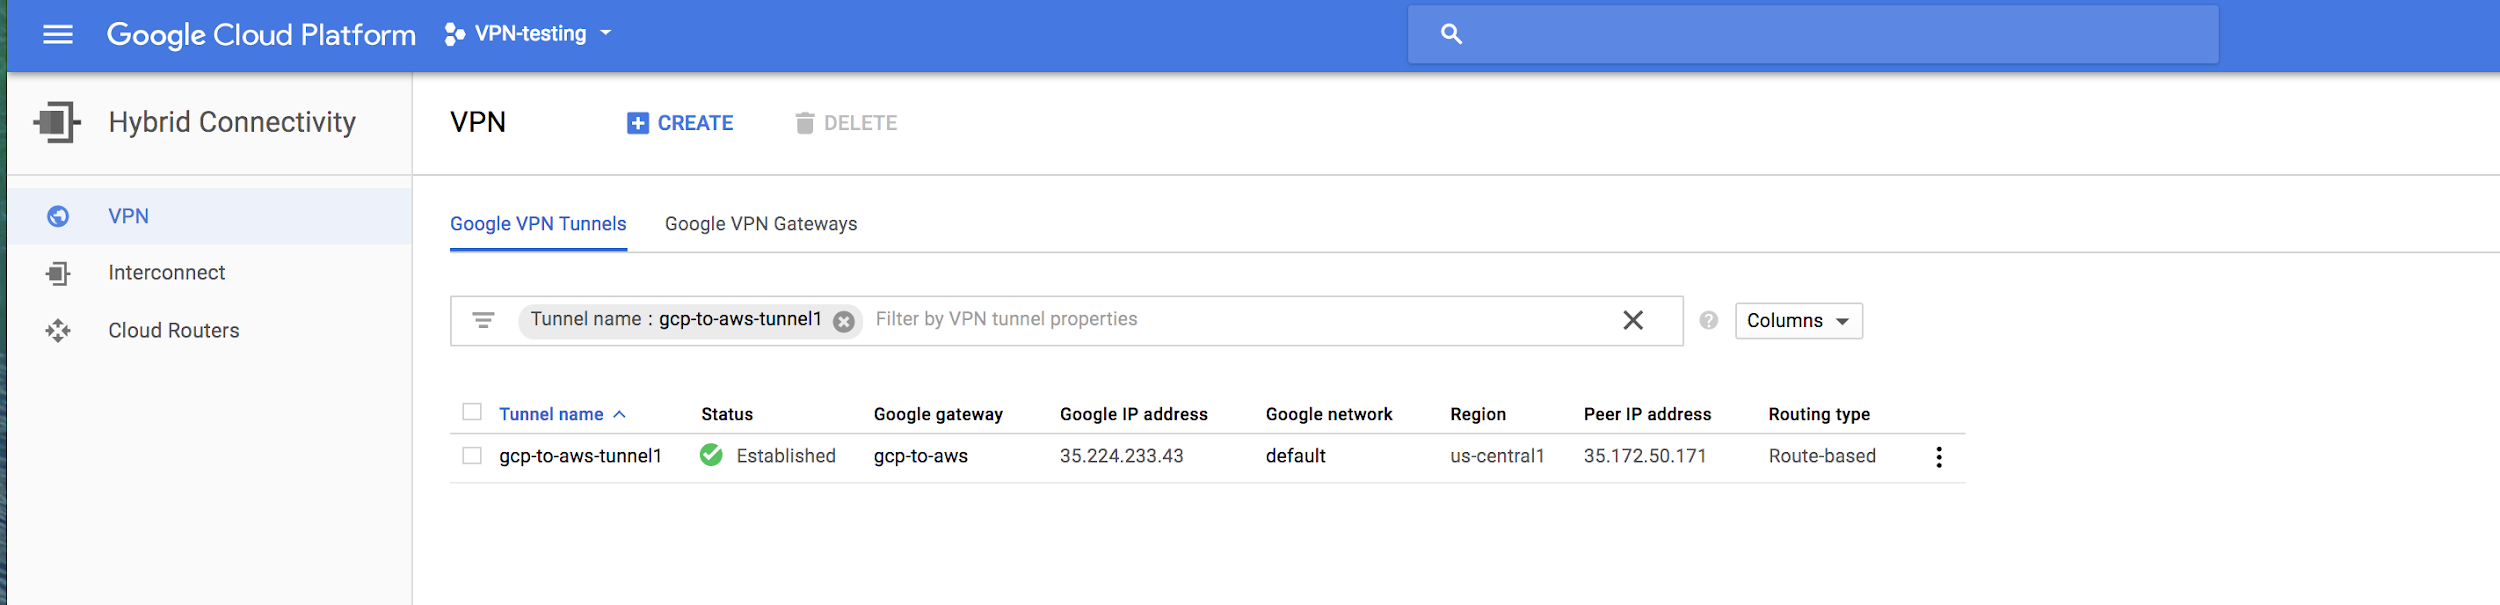 Google Cloud Platform VPN-testing
Hybrid Connectivity
VPN
Interconnect
Cloud Routers
VPN CREATE DELETE
Google VPN Tunnels Google VPN Gateways
Tunnel name : gcp-to-aws-tunnel1 Filter by VPN tunnel properties ? Columns
Tunnel name Status Google gateway Google IP address Google network Region Peer IP address Routing type
gcp-to-aws-tunnel1 Established gcp-to-aws 35.224.233.43 default us-central1 35.172.50.171 Route-based